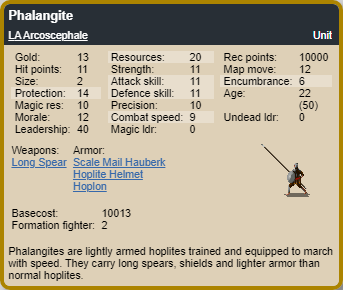 Phalangite
LA Arcoscephale Unit
Gold: 13 Resources: 20 Rec points: 10000
Hit points: 11 Strength: 11 Map move: 12
Size: 2 Attack skill: 11 Encumbrance: 6
Protection: 14 Defence skill: 11 Age: 22
Magic res: 10 Precision: 10 (50)
Morale: 12 Combat speed: 9 Undead ldr: 0
Leadership: 40 Magic ldr: 0
Weapons: Armor:
Long Spear Scale Mail Hauberk
Hoplite Helmet
Hoplon
Basecost: 10013
Formation fighter: 2
Phalangites are lightly armed hoplites trained and equipped to march
with speed. They carry long spears, shields and lighter armor than
normal hoplites.